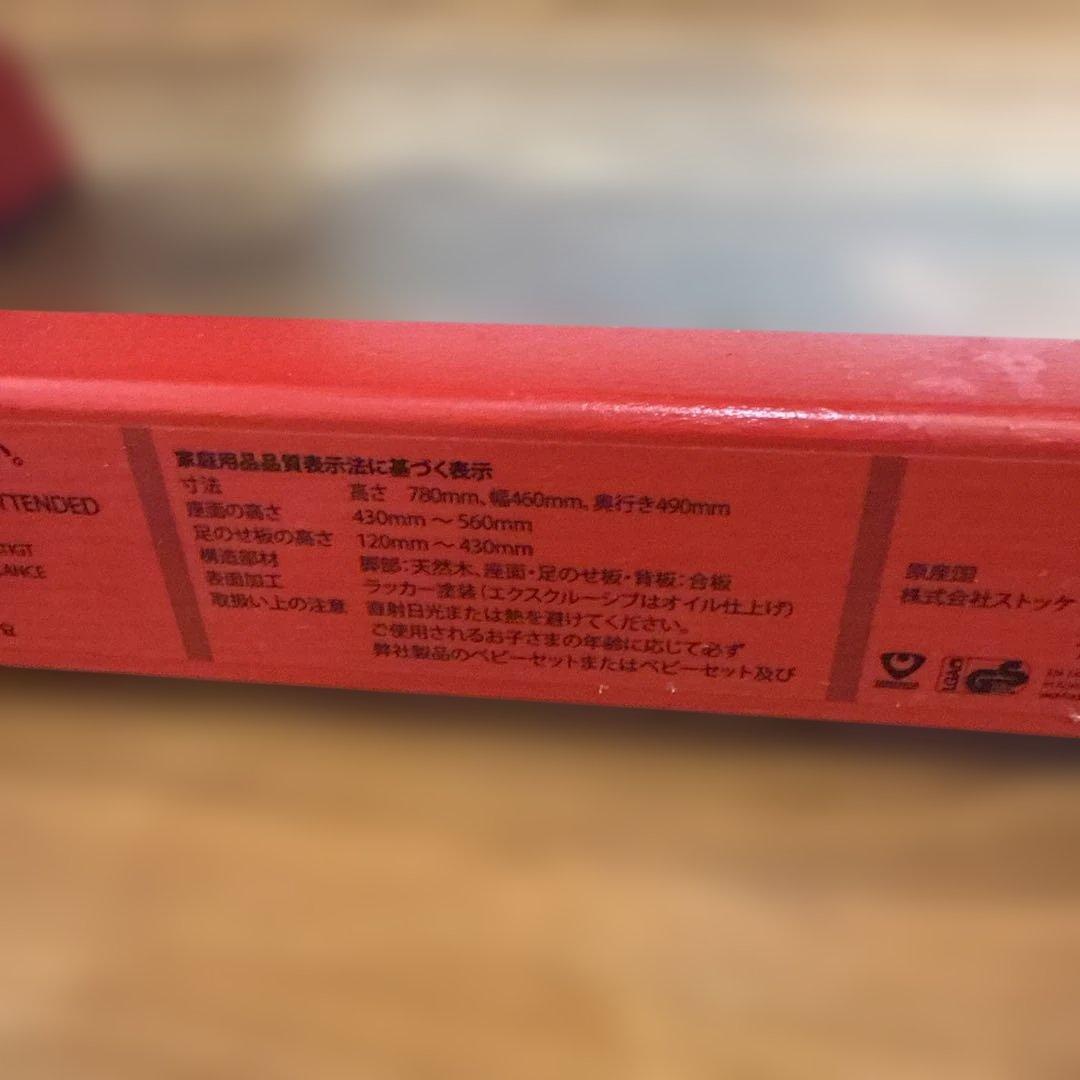 い。
TTENDED
TIGT
LANCE
家庭用品品質表示法に基づく表示
寸法 高さ 780mm、幅460mm、奥行き490mm
座面の高さ 430mm ～ 560mm
足のせ板の高さ 120mm ～ 430mm
構造部材 脚部：天然木、座面・足のせ板・背板：合板
表面加工 ラッカー塗装（エクスクルーシブはオイル仕上げ）
取扱い上の注意 直射日光または熱を避けてください。
ご使用されるお子さまの年齢に応じて必ず
弊社製品のベビーセットまたはベビーセット及び
原産国
株式会社ストッケ